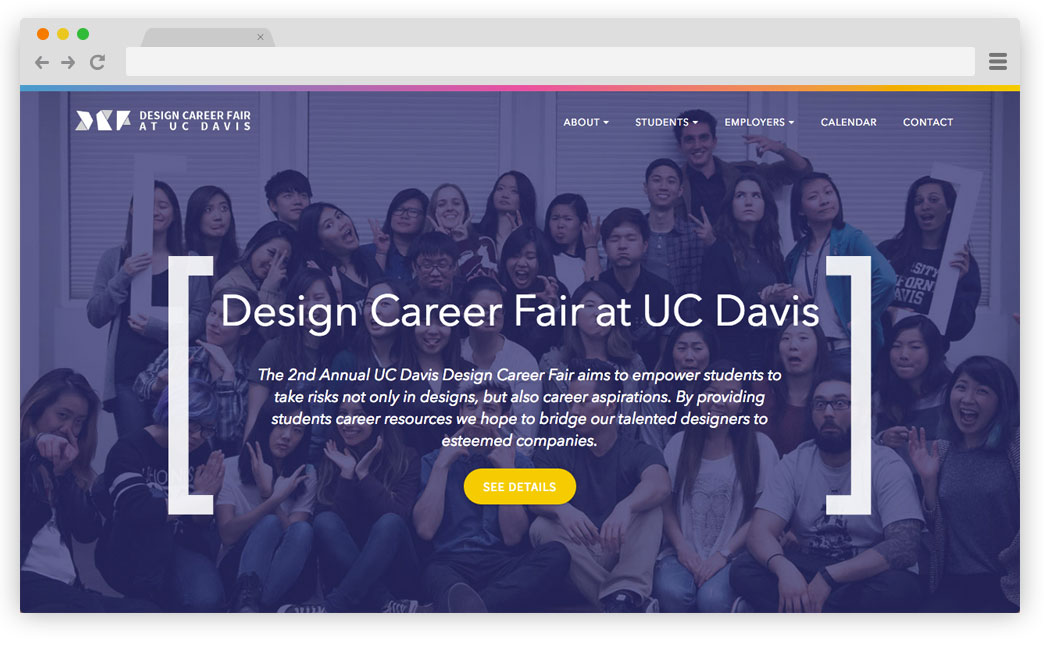 DESIGN CAREER FAIR
AT UC DAVIS
ABOUT
STUDENTS
EMPLOYERS
CALENDAR
CONTACT
Design Career Fair at UC Davis
The 2nd Annual UC Davis Design Career Fair aims to empower students to
take risks not only in designs, but also career aspirations. By providing
students career resources we hope to bridge our talented designers to
esteemed companies.
SEE DETAILS
DAVIS